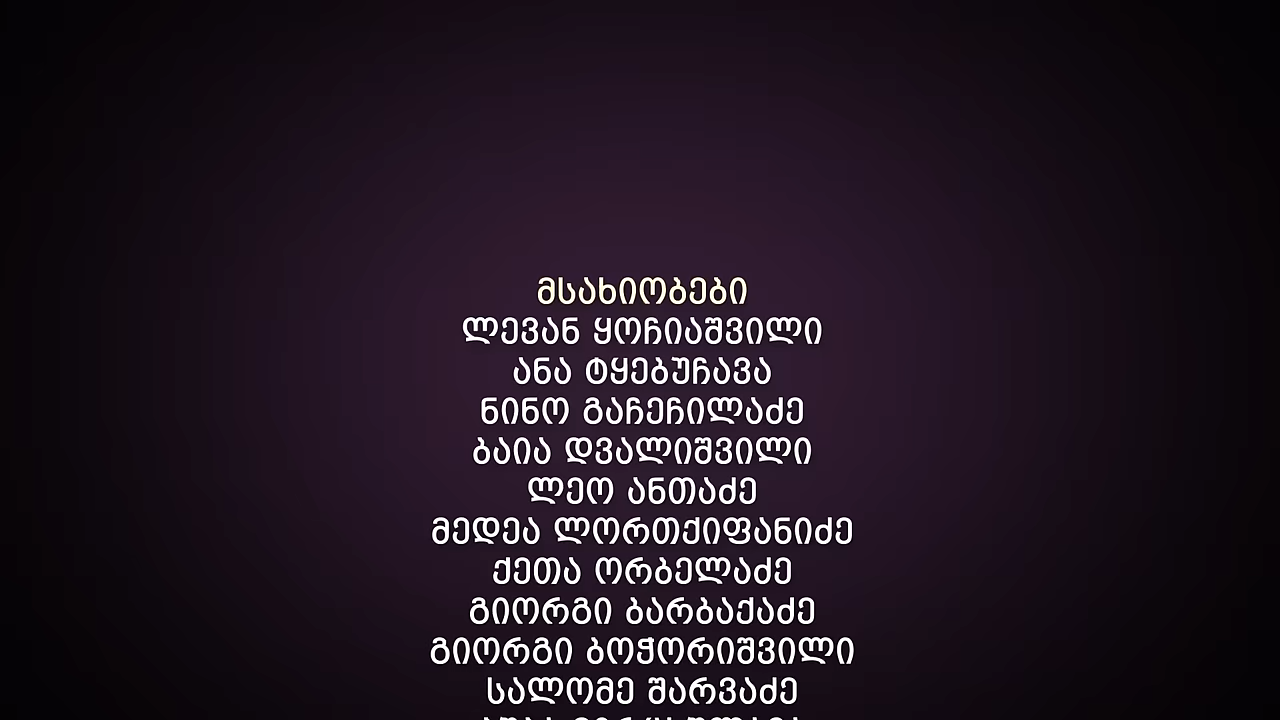 მსახიობები
ლევან ყოჩიაშვილი
ანა ტყებუჩავა
ნინო გაჩეჩილაძე
ბაია დვალიშვილი
ლეო ანთაძე
მედეა ლორთქიფანიძე
ქეთა ორბელაძე
გიორგი ბარბაქაძე
გიორგი ბოჭორიშვილი
სალომე შარვაძე